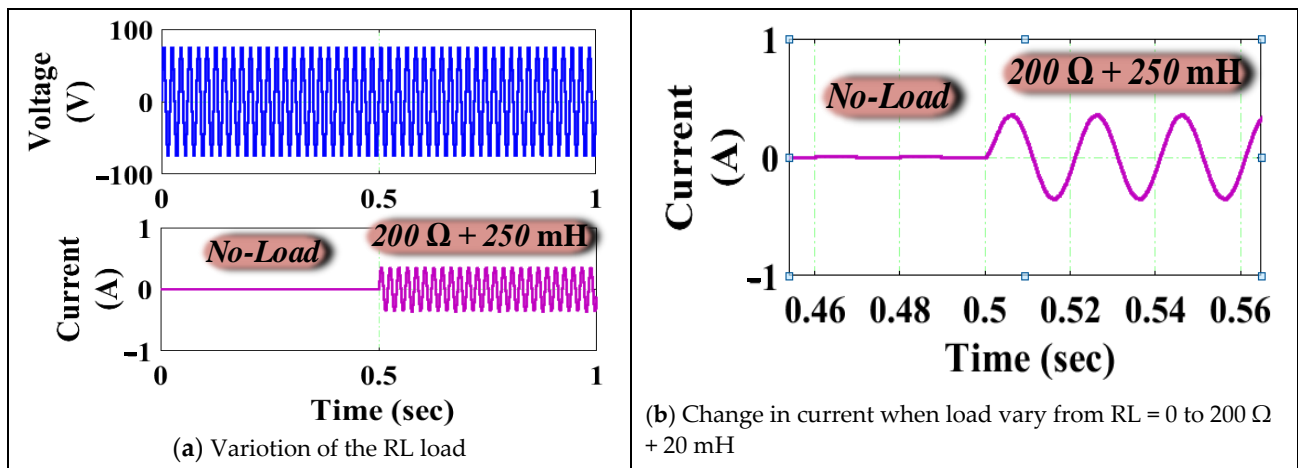 100
0
−100
Voltage
(V)
0
0.5
1
1
0
−1
Current
(A)
No-Load
200 Ω + 250 mH
0
0.5
1
Time (sec)
(a) Variotion of the RL load
1
0
-1
Current
(A)
No-Load
200 Ω + 250 mH
0.46
0.48
0.5
0.52
0.54
0.56
Time (sec)
(b) Change in current when load vary from RL = 0 to 200 Ω
+ 20 mH